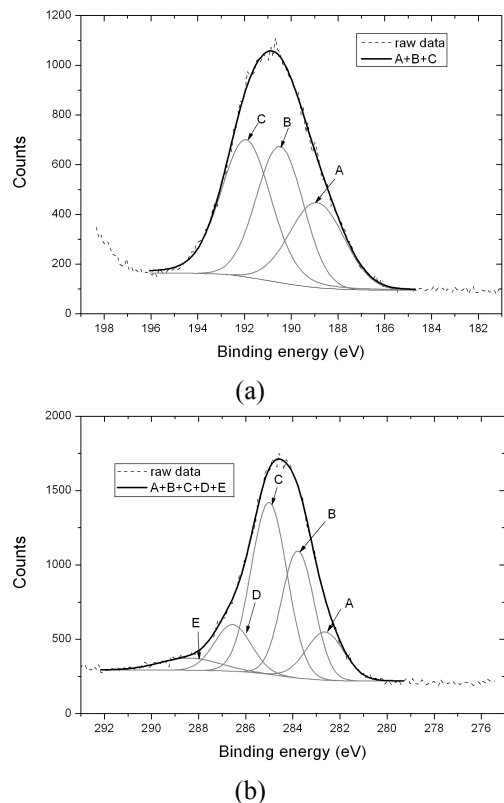 1200
1000
800
600
400
200
0
Counts
raw data
A+B+C
C
B
A
198 196 194 192 190 188 186 184 182
Binding energy (eV)
(a)
2000
1500
1000
500
0
Counts
raw data
A+B+C+D+E
C
B
A
D
E
292 290 288 286 284 282 280 278 276
Binding energy (eV)
(b)